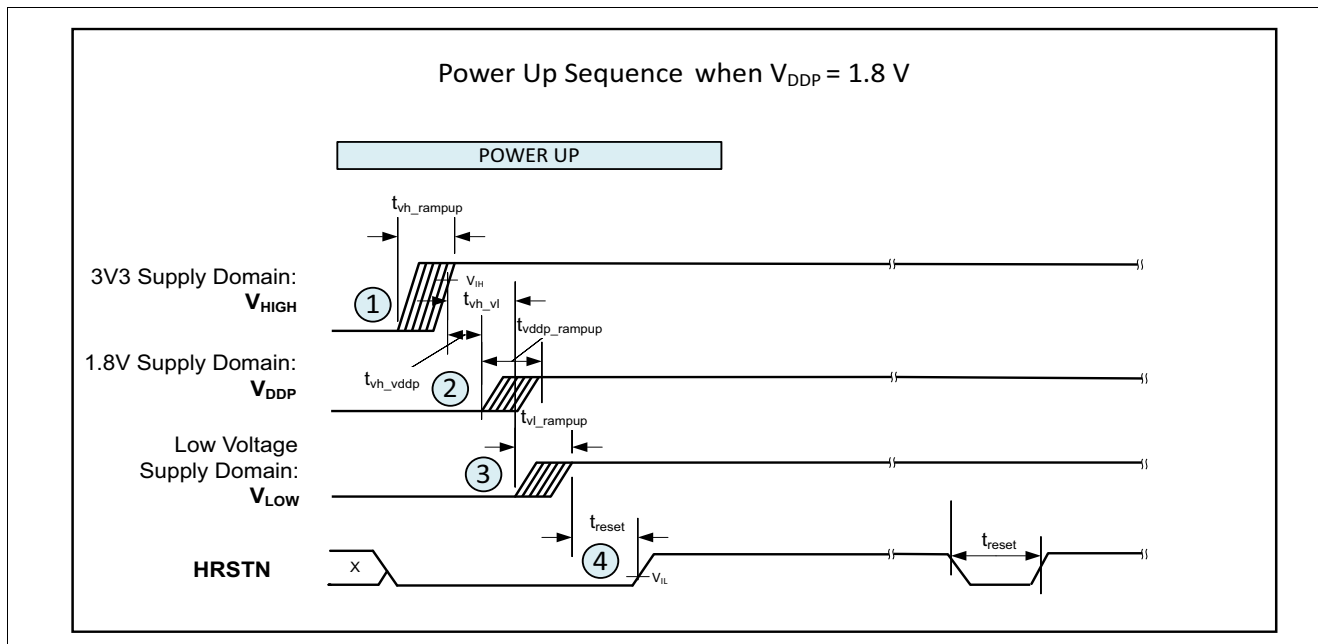 Power Up Sequence when VDDP = 1.8 V
POWER UP
tvh_rampup
3V3 Supply Domain:
VHIGH
1
VIH
tvh_vl
tvddp_rampup
1.8V Supply Domain:
VDDP
tvh_vddp
2
tvl_rampup
Low Voltage
Supply Domain:
VLOW
3
treset
4
treset
HRSTN
X
VIL